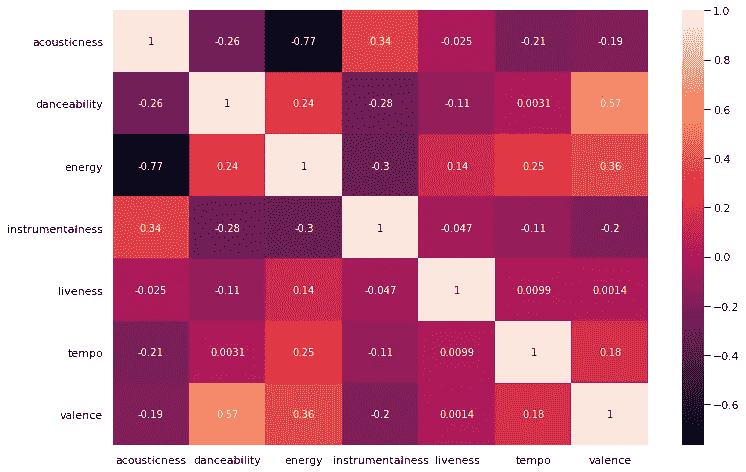 acousticness 1 -0.26 -0.77 0.34 -0.025 -0.21 -0.19
danceability -0.26 1 0.24 -0.28 -0.11 0.0031 0.57
energy -0.77 0.24 1 -0.3 0.14 0.25 0.36
instrumentalness 0.34 -0.28 -0.3 1 -0.047 -0.11 -0.2
liveness -0.025 -0.11 0.14 -0.047 1 0.0099 0.0014
tempo -0.21 0.0031 0.25 -0.11 0.0099 1 0.18
valence -0.19 0.57 0.36 -0.2 0.0014 0.18 1
acousticness danceability energy instrumentalness liveness tempo valence
1.0
0.8
0.6
0.4
0.2
0.0
−0.2
−0.4
−0.6